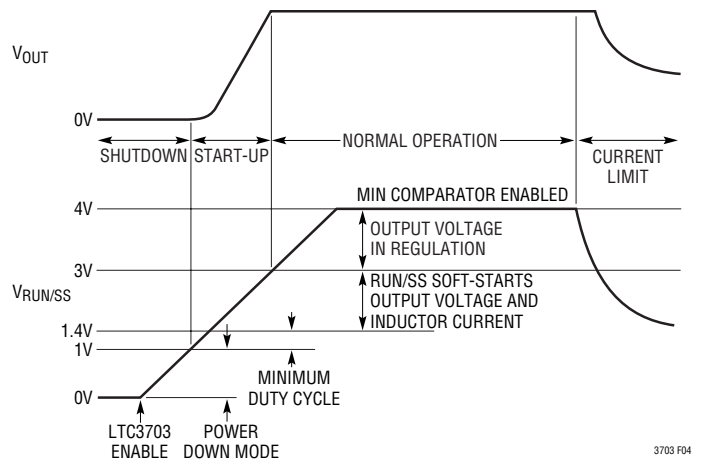 VOUT
0V
SHUTDOWN
START-UP
NORMAL OPERATION
CURRENT
LIMIT
MIN COMPARATOR ENABLED
4V
OUTPUT VOLTAGE
IN REGULATION
3V
VRUN/SS
RUN/SS SOFT-STARTS
OUTPUT VOLTAGE AND
INDUCTOR CURRENT
1.4V
1V
MINIMUM
DUTY CYCLE
0V
LTC3703
ENABLE
POWER
DOWN MODE
3703 F04